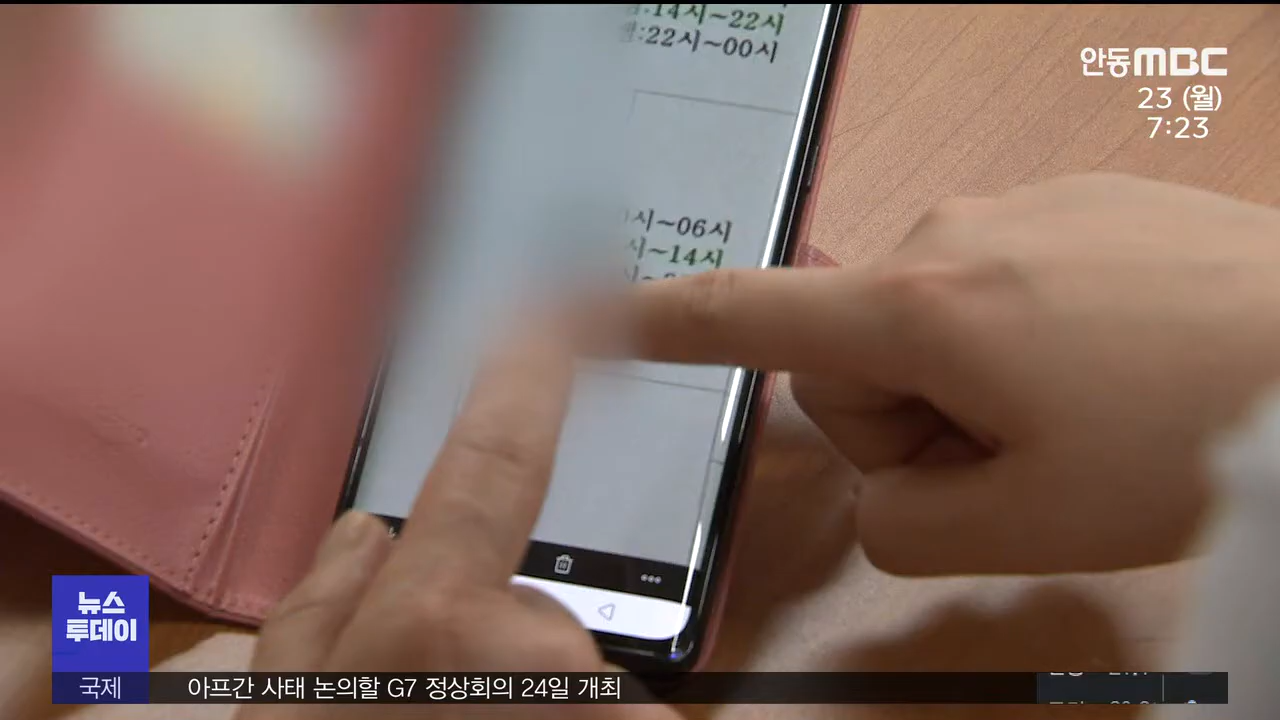 14시~22시
22시~00시
안동MBC
23 (월)
7:23
시~06시
시~14시
뉴스
투데이
국제
아프간 사태 논의할 G7 정상회의 24일 개최